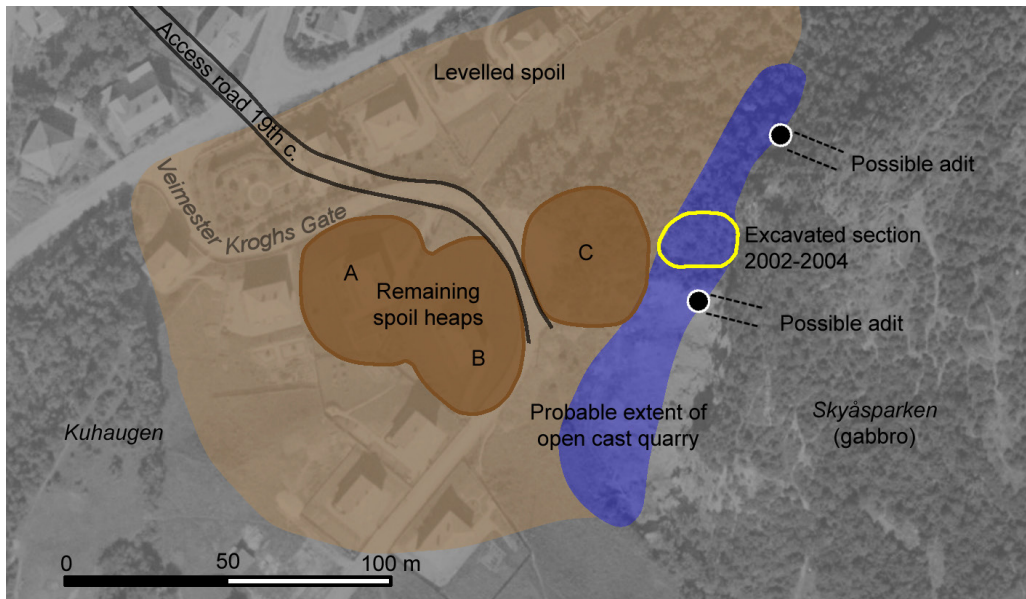 Access road 19th c.
Levelled spoil
Possible adit
Veimester
Kroghs Gate
A
C
Excavated section
2002-2004
Remaining
spoil heaps
Possible adit
B
Probable extent of
open cast quarry
Skyåsparken
(gabbro)
Kuhaugen
0 50 100 m